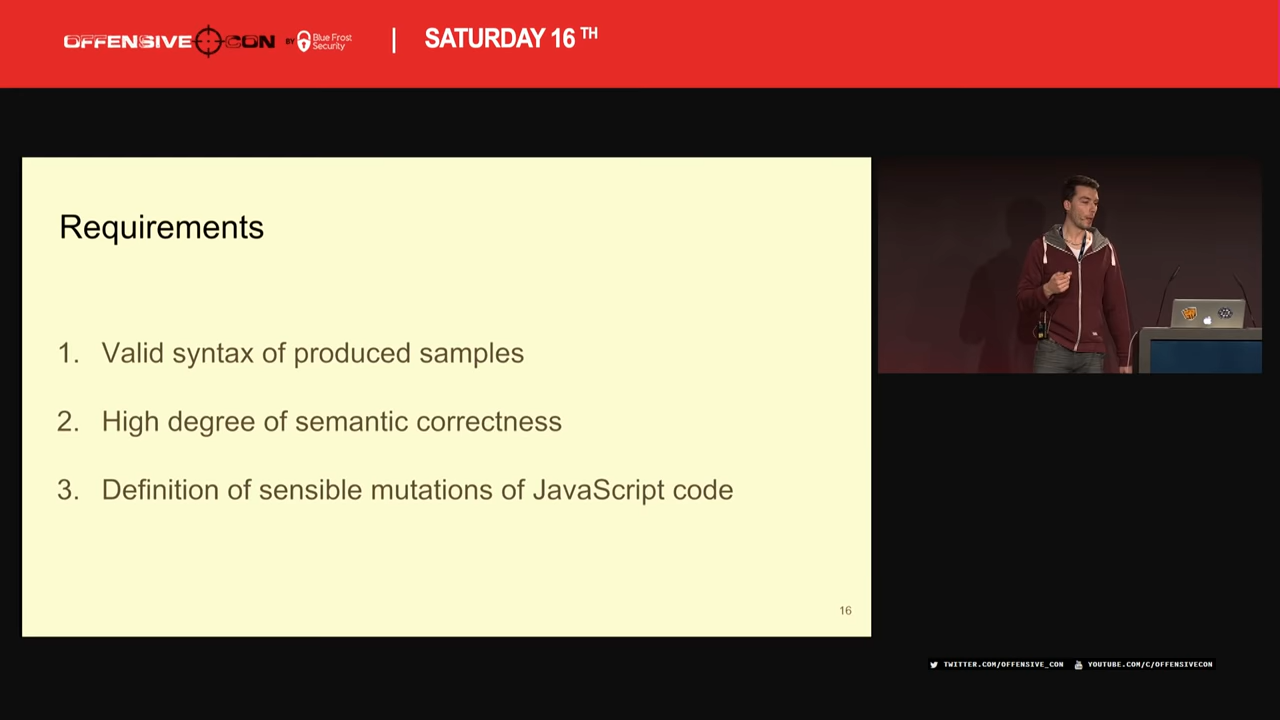 OFFENSIVE CON BY Blue Frost Security | SATURDAY 16 TH
Requirements
1. Valid syntax of produced samples
2. High degree of semantic correctness
3. Definition of sensible mutations of JavaScript code
16
TWITTER.COM/OFFENSIVE_CON YOUTUBE.COM/C/OFFENSIVECON